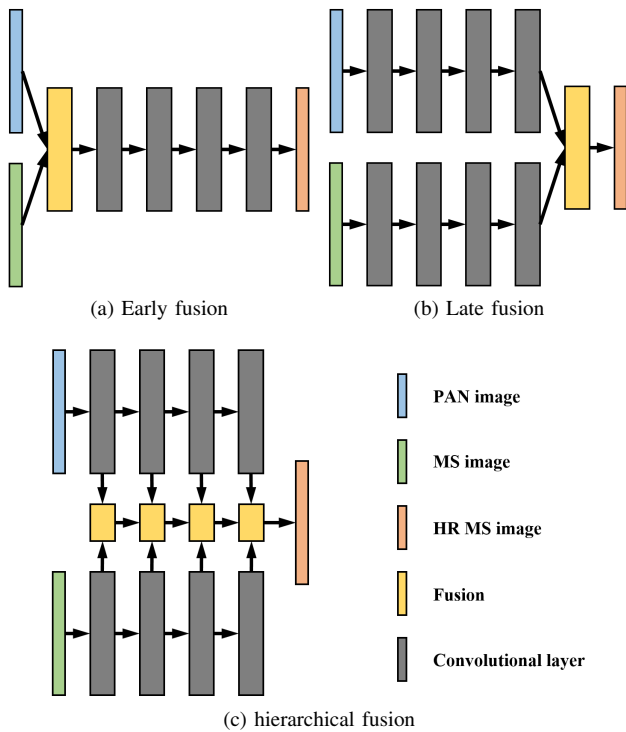 (a) Early fusion
(b) Late fusion
PAN image
MS image
HR MS image
Fusion
Convolutional layer
(c) hierarchical fusion